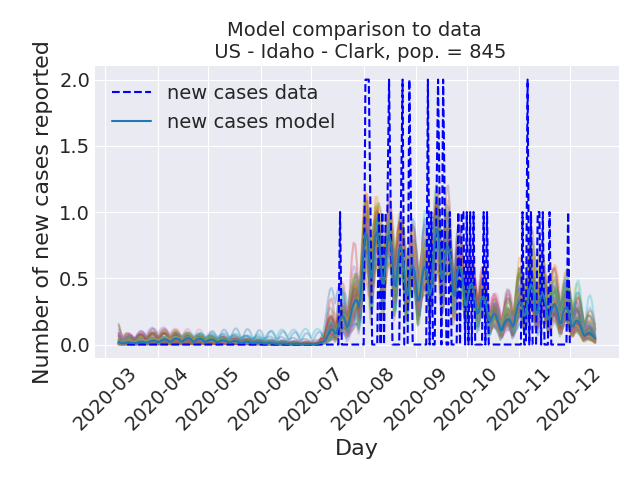 Model comparison to data
US - Idaho - Clark, pop. = 845
Number of new cases reported
2.0
1.5
1.0
0.5
0.0
new cases data
new cases model
2020-03
2020-04
2020-05
2020-06
2020-07
2020-08
2020-09
2020-10
2020-11
2020-12
Day